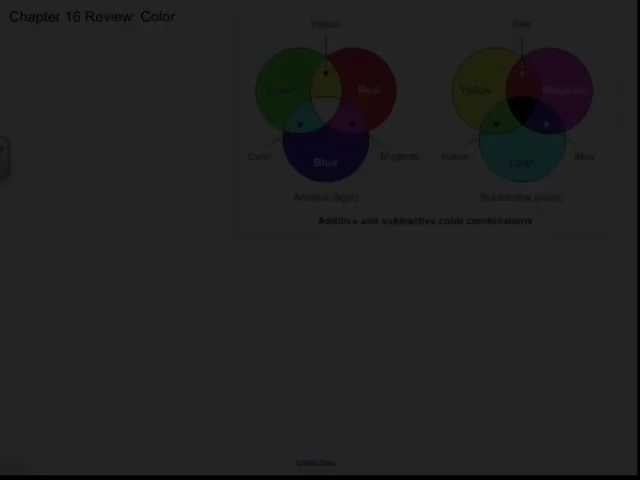 Chapter 16 Review: Color
Yellow
Red
Green
Red
Yellow
Magenta
Cyan
Blue
Magenta
Green
Cyan
Blue
Additive (light)
Subtractive (paint)
Additive and subtractive color combinations